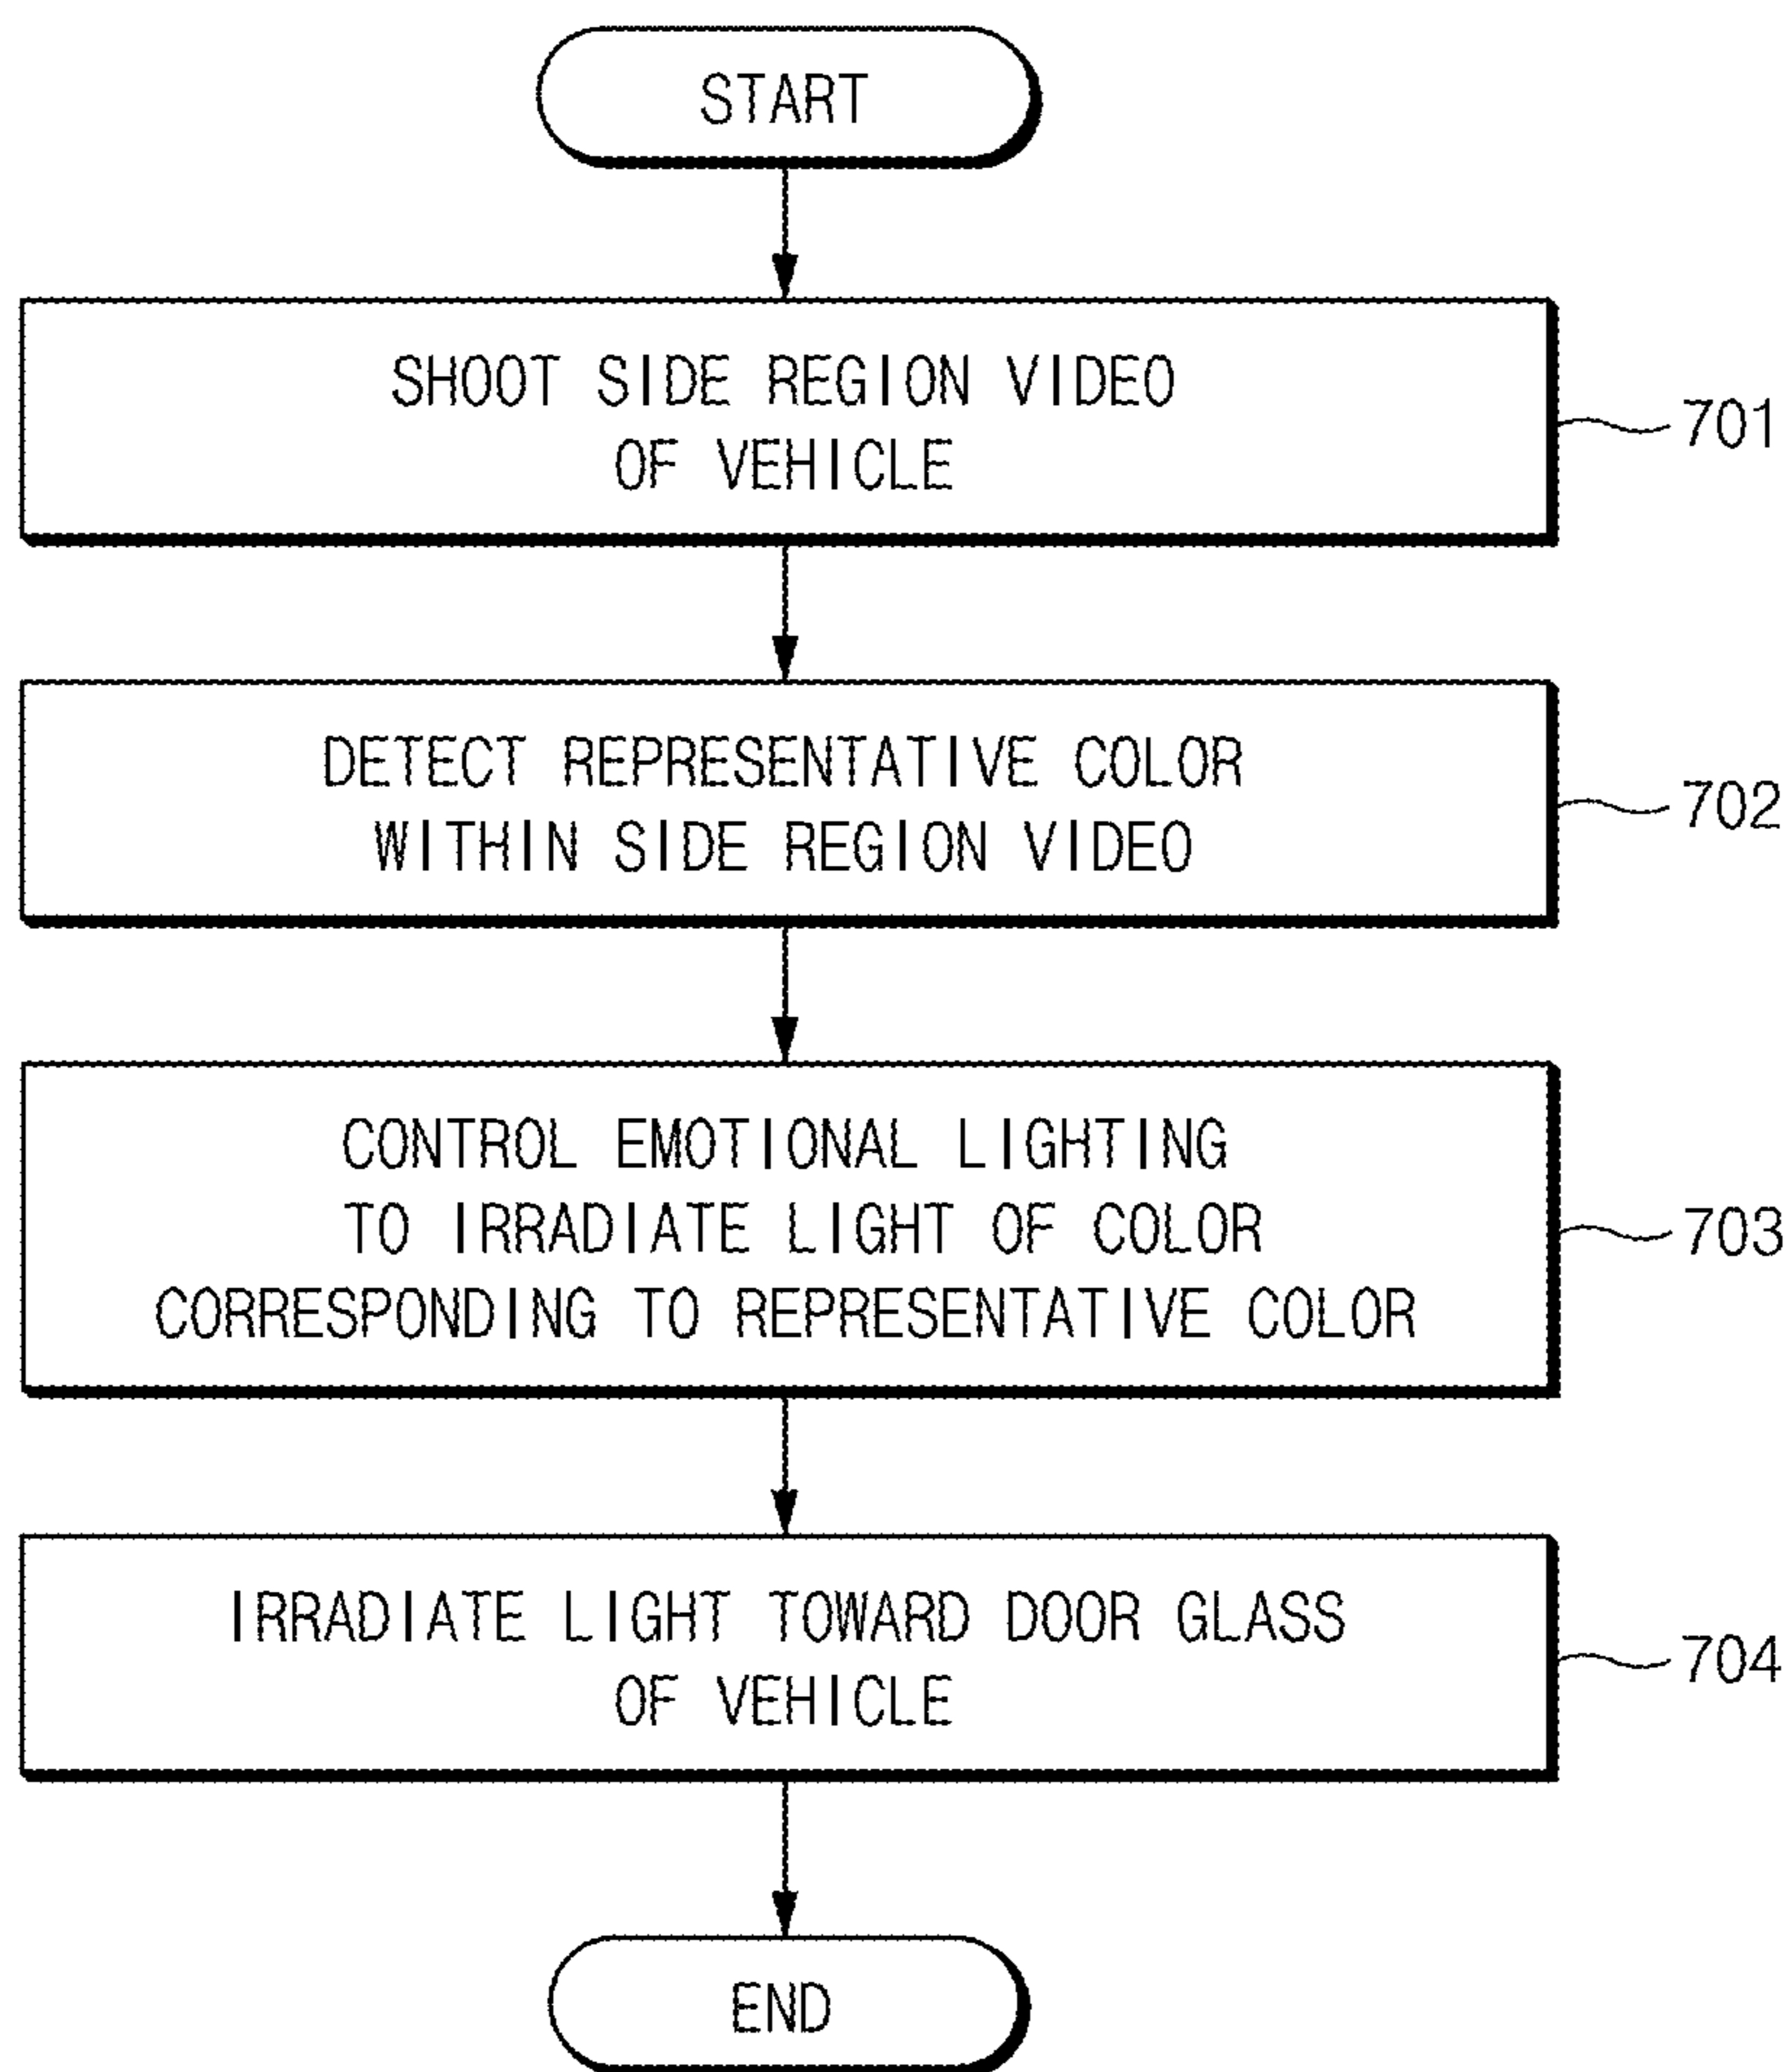 START
SHOOT SIDE REGION VIDEO
OF VEHICLE
701
DETECT REPRESENTATIVE COLOR
WITHIN SIDE REGION VIDEO
702
CONTROL EMOTIONAL LIGHTING
TO IRRADIATE LIGHT OF COLOR
CORRESPONDING TO REPRESENTATIVE COLOR
703
IRRADIATE LIGHT TOWARD DOOR GLASS
OF VEHICLE
704
END